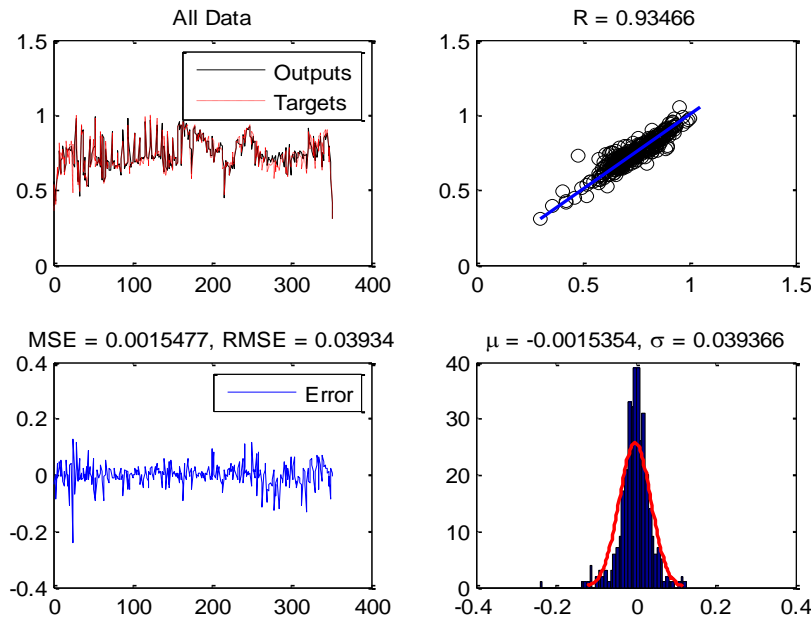 All Data
1.5
1
0.5
0
0 100 200 300 400
Outputs
Targets
R = 0.93466
1.5
1
0.5
0
0 0.5 1 1.5
MSE = 0.0015477, RMSE = 0.03934
0.4
0.2
0
-0.2
-0.4
0 100 200 300 400
Error
μ = -0.0015354, σ = 0.039366
40
30
20
10
0
-0.4 -0.2 0 0.2 0.4